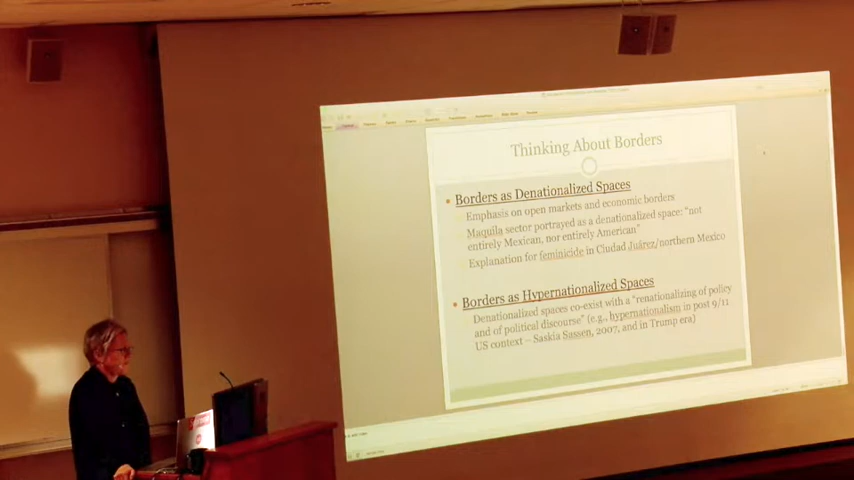 Thinking About Borders
Borders as Denationalized Spaces
Emphasis on open markets and economic borders
Maquila sector portrayed as a denationalized space: "not
entirely Mexican, nor entirely American"
Explanation for feminicide in Ciudad Juárez/northern Mexico
Borders as Hypernationalized Spaces
Denationalized spaces co-exist with a "renationalizing of policy
and of political discourse" (e.g., hypernationalism in post 9/11
US context – Saskia Sassen, 2007, and in Trump era)